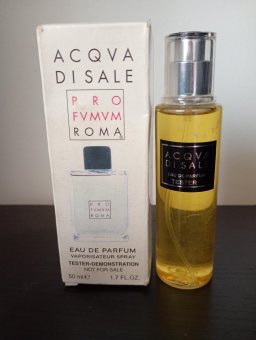 ACQVA
DI SALE
PRO
FVMVM
ROMA
PRO
FVMVM
ROMA
EAU DE PARFUM
VAPORISATEUR SPRAY
TESTER-DEMONSTRATION
NOT FOR SALE
50 ml e 1.7 FL.OZ.
ACQVA
DI SALE
EAU DE PARFUM
TESTER